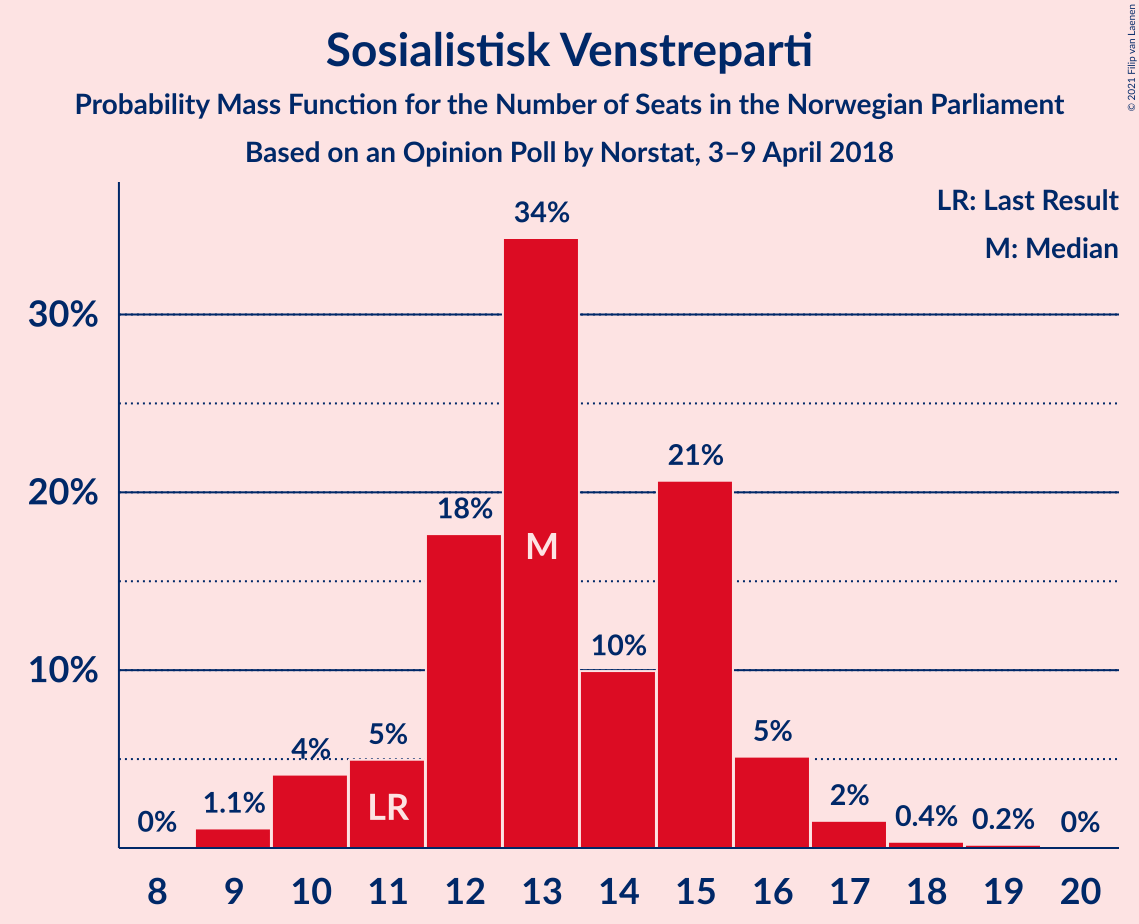 Sosialistisk Venstreparti
Probability Mass Function for the Number of Seats in the Norwegian Parliament
Based on an Opinion Poll by Norstat, 3–9 April 2018
© 2021 Filip van Laenen
LR: Last Result
M: Median
30%
20%
10%
0%
1.1%
4%
5%
18%
34%
10%
21%
5%
2%
0.4%
0.2%
0%
LR
M
8 9 10 11 12 13 14 15 16 17 18 19 20